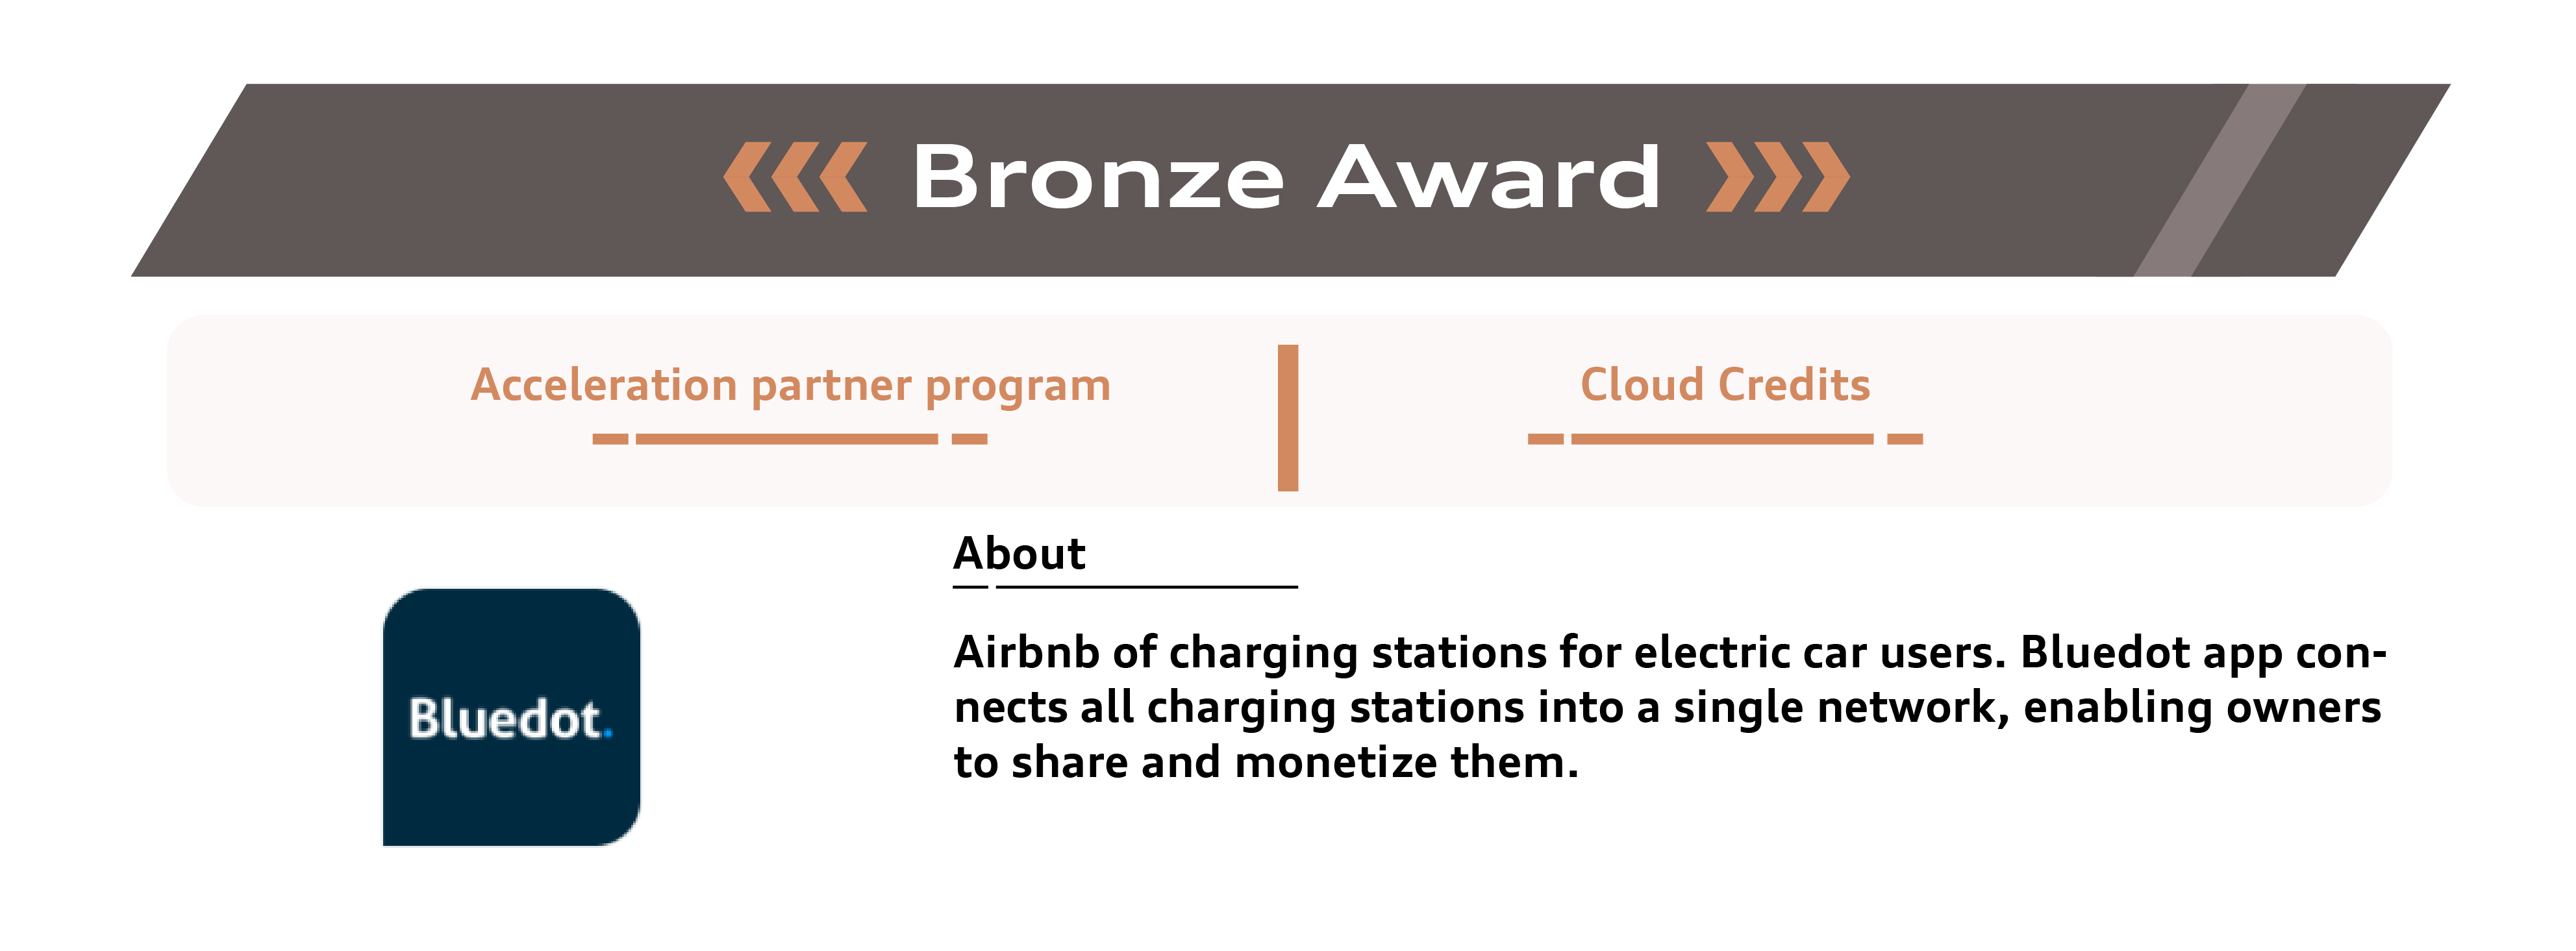 Bronze Award
Acceleration partner program
Cloud Credits
About
Bluedot.
Airbnb of charging stations for electric car users. Bluedot app con-
nects all charging stations into a single network, enabling owners
to share and monetize them.